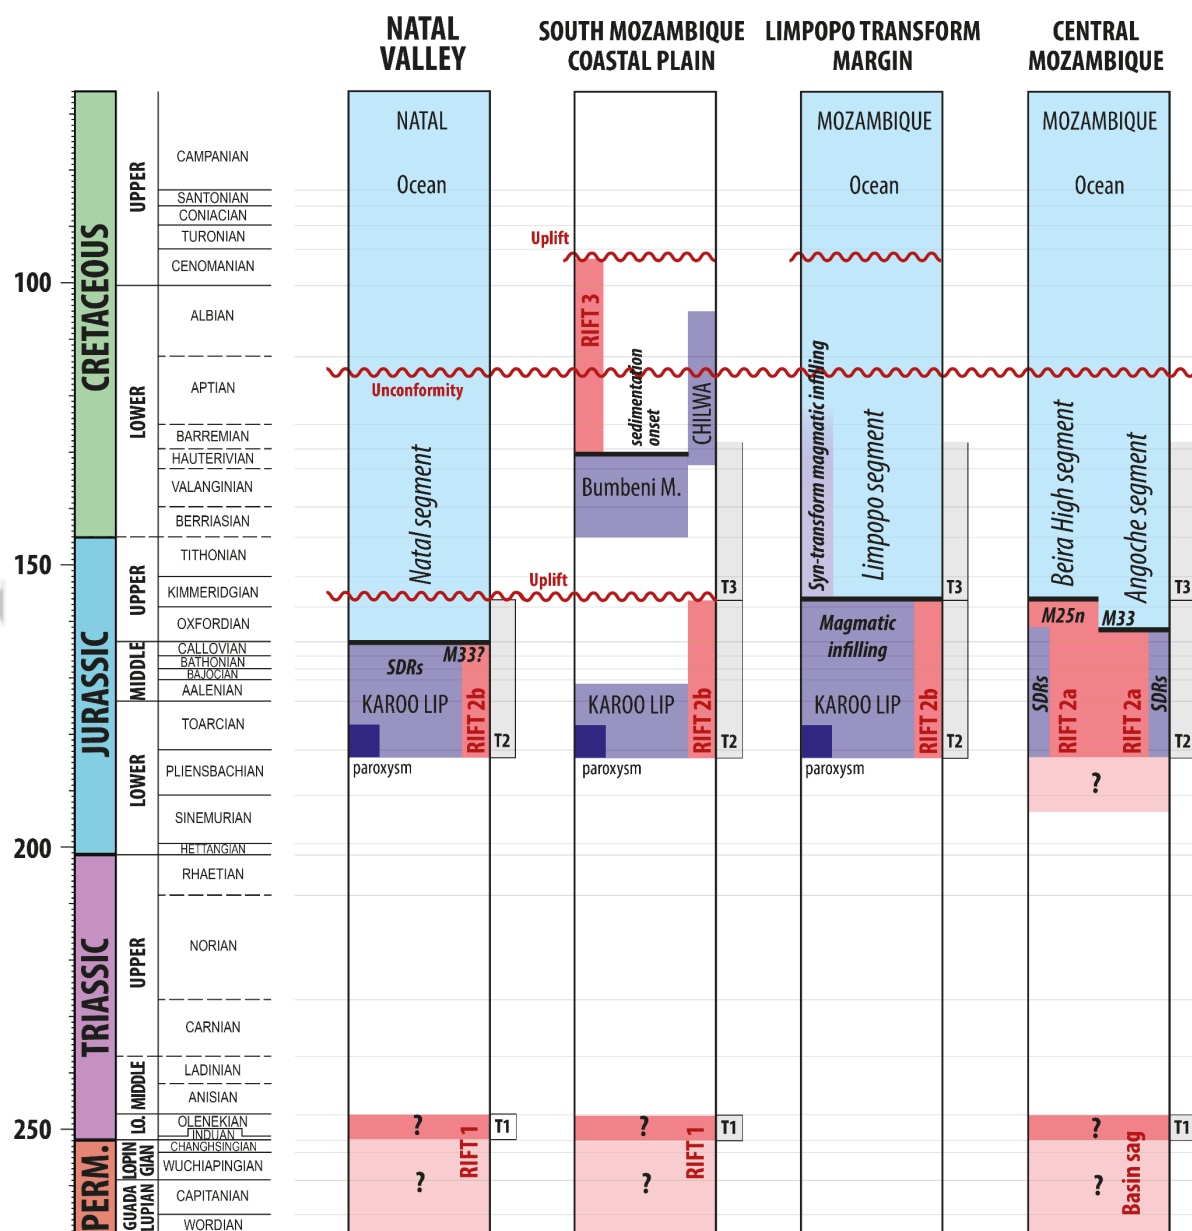 NATAL
VALLEY
SOUTH MOZAMBIQUE
COASTAL PLAIN
LIMPOPO TRANSFORM
MARGIN
CENTRAL
MOZAMBIQUE
100
150
200
250
CRETACEOUS
JURASSIC
TRIASSIC
PERM.
UPPER
LOWER
UPPER
MIDDLE
LOWER
UPPER
MIDDLE
LO.
LOPIN
GIAN
GUADA
LUPIAN
CAMPANIAN
SANTONIAN
CONIACIAN
TURONIAN
CENOMANIAN
ALBIAN
APTIAN
BARREMIAN
HAUTERIVIAN
VALANGINIAN
BERRIASIAN
TITHONIAN
KIMMERIDGIAN
OXFORDIAN
CALLOVIAN
BATHONIAN
BAJOCIAN
AALENIAN
TOARCIAN
PLIENSBACHIAN
SINEMURIAN
HETTANGIAN
RHAETIAN
NORIAN
CARNIAN
LADINIAN
ANISIAN
OLENEKIAN
INDUAN
CHANGHSINGIAN
WUCHIAPINGIAN
CAPITANIAN
WORDIAN
NATAL
Ocean
Unconformity
Natal segment
M33?
SDRs
KAROO LIP
RIFT 2b
T2
paroxysm
?
T1
RIFT 1
?
Uplift
RIFT 3
sedimentation
onset
CHILWA
Bumbeni M.
Uplift
T3
KAROO LIP
RIFT 2b
T2
paroxysm
?
T1
RIFT 1
?
MOZAMBIQUE
Ocean
Syn-transform magmatic infilling
Limpopo segment
T3
Magmatic
infilling
KAROO LIP
RIFT 2b
T2
paroxysm
MOZAMBIQUE
Ocean
Beira High segment
Angoche segment
T3
M25n
M33
SDRs
RIFT 2a
RIFT 2a
SDRs
T2
?
?
T1
Basin sag
?